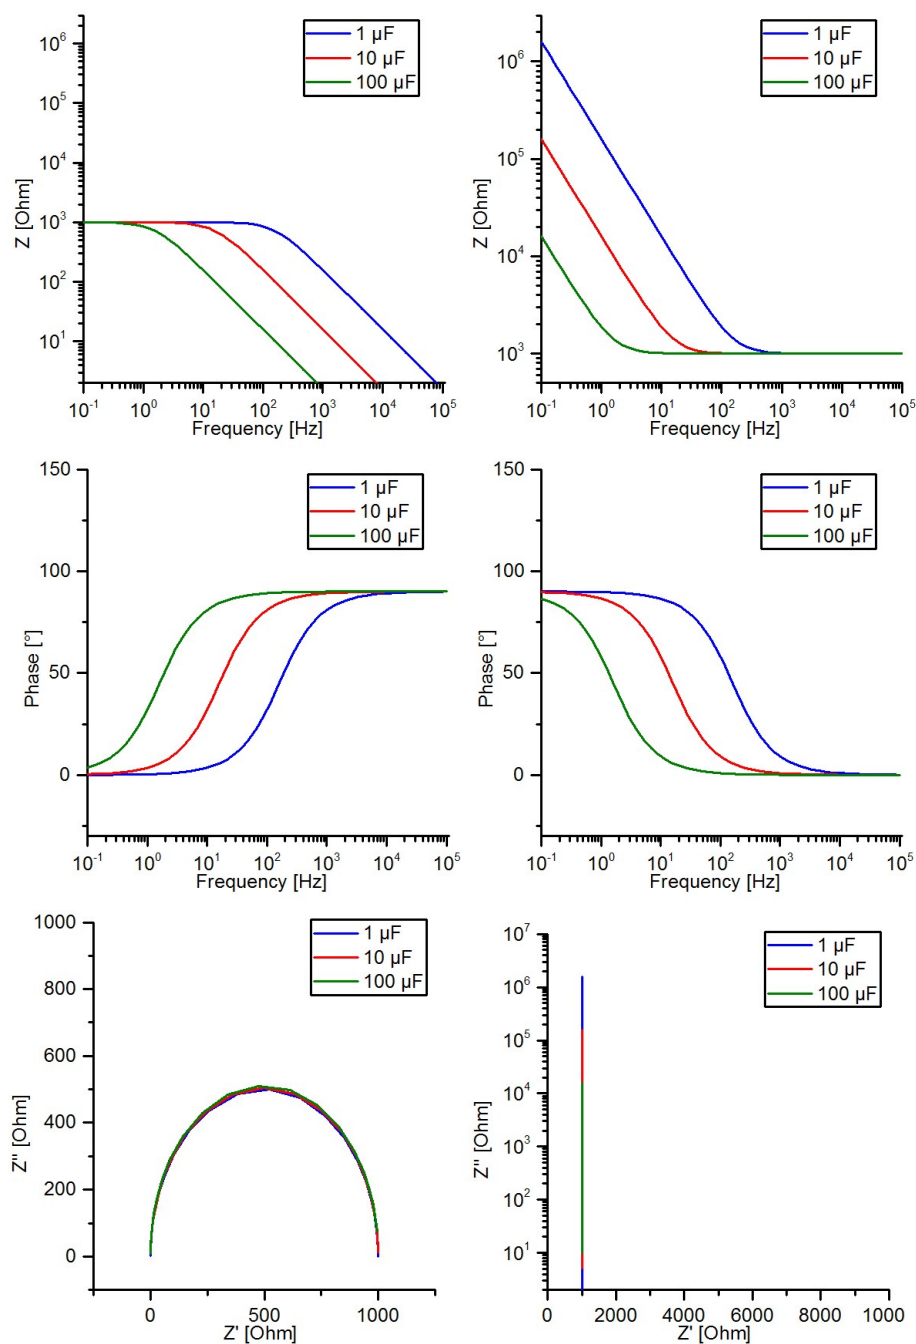 1 µF
10 µF
100 µF
Z [Ohm]
10⁶
10⁵
10⁴
10³
10²
10¹
10⁻¹ 10⁰ 10¹ 10² 10³ 10⁴ 10⁵
Frequency [Hz]
1 µF
10 µF
100 µF
Z [Ohm]
10⁶
10⁵
10⁴
10³
10⁻¹ 10⁰ 10¹ 10² 10³ 10⁴ 10⁵
Frequency [Hz]
1 µF
10 µF
100 µF
Phase [°]
150
100
50
0
10⁻¹ 10⁰ 10¹ 10² 10³ 10⁴ 10⁵
Frequency [Hz]
1 µF
10 µF
100 µF
Phase [°]
150
100
50
0
10⁻¹ 10⁰ 10¹ 10² 10³ 10⁴ 10⁵
Frequency [Hz]
1 µF
10 µF
100 µF
Z'' [Ohm]
1000
800
600
400
200
0
0 500 1000
Z' [Ohm]
1 µF
10 µF
100 µF
Z'' [Ohm]
10⁷
10⁶
10⁵
10⁴
10³
10²
10¹
0 2000 4000 6000 8000 10000
Z' [Ohm]